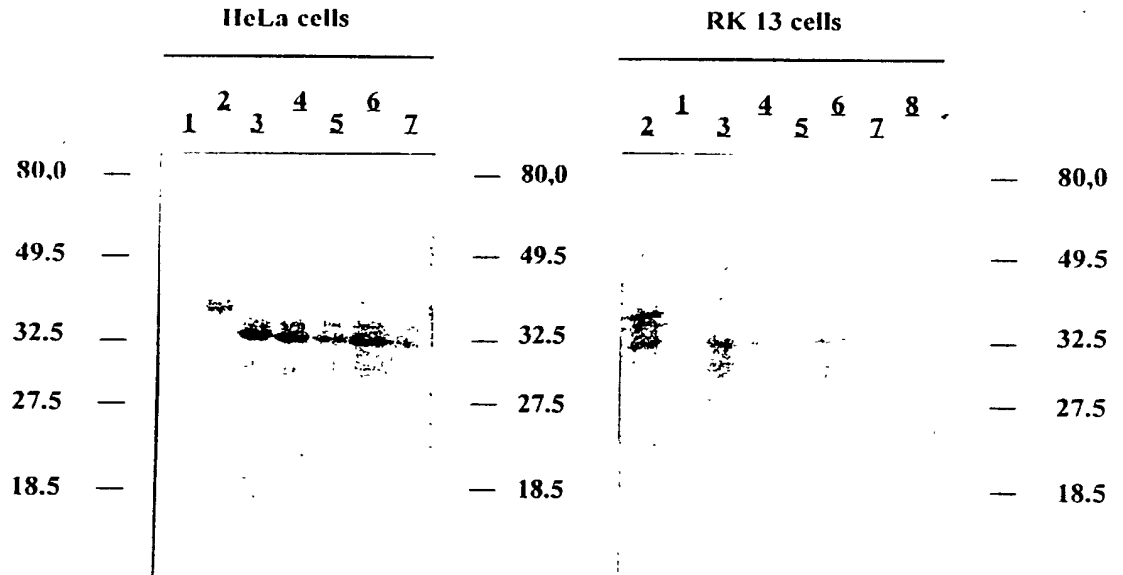 HeLa cells RK 13 cells
2 4 6 1 4 6 8
1 3 5 7 2 3 5 7
80,0 — — 80,0 — 80,0
49.5 — — 49.5 — 49.5
32.5 — — 32.5 — 32.5
27.5 — — 27.5 — 27.5
18.5 — — 18.5 — 18.5